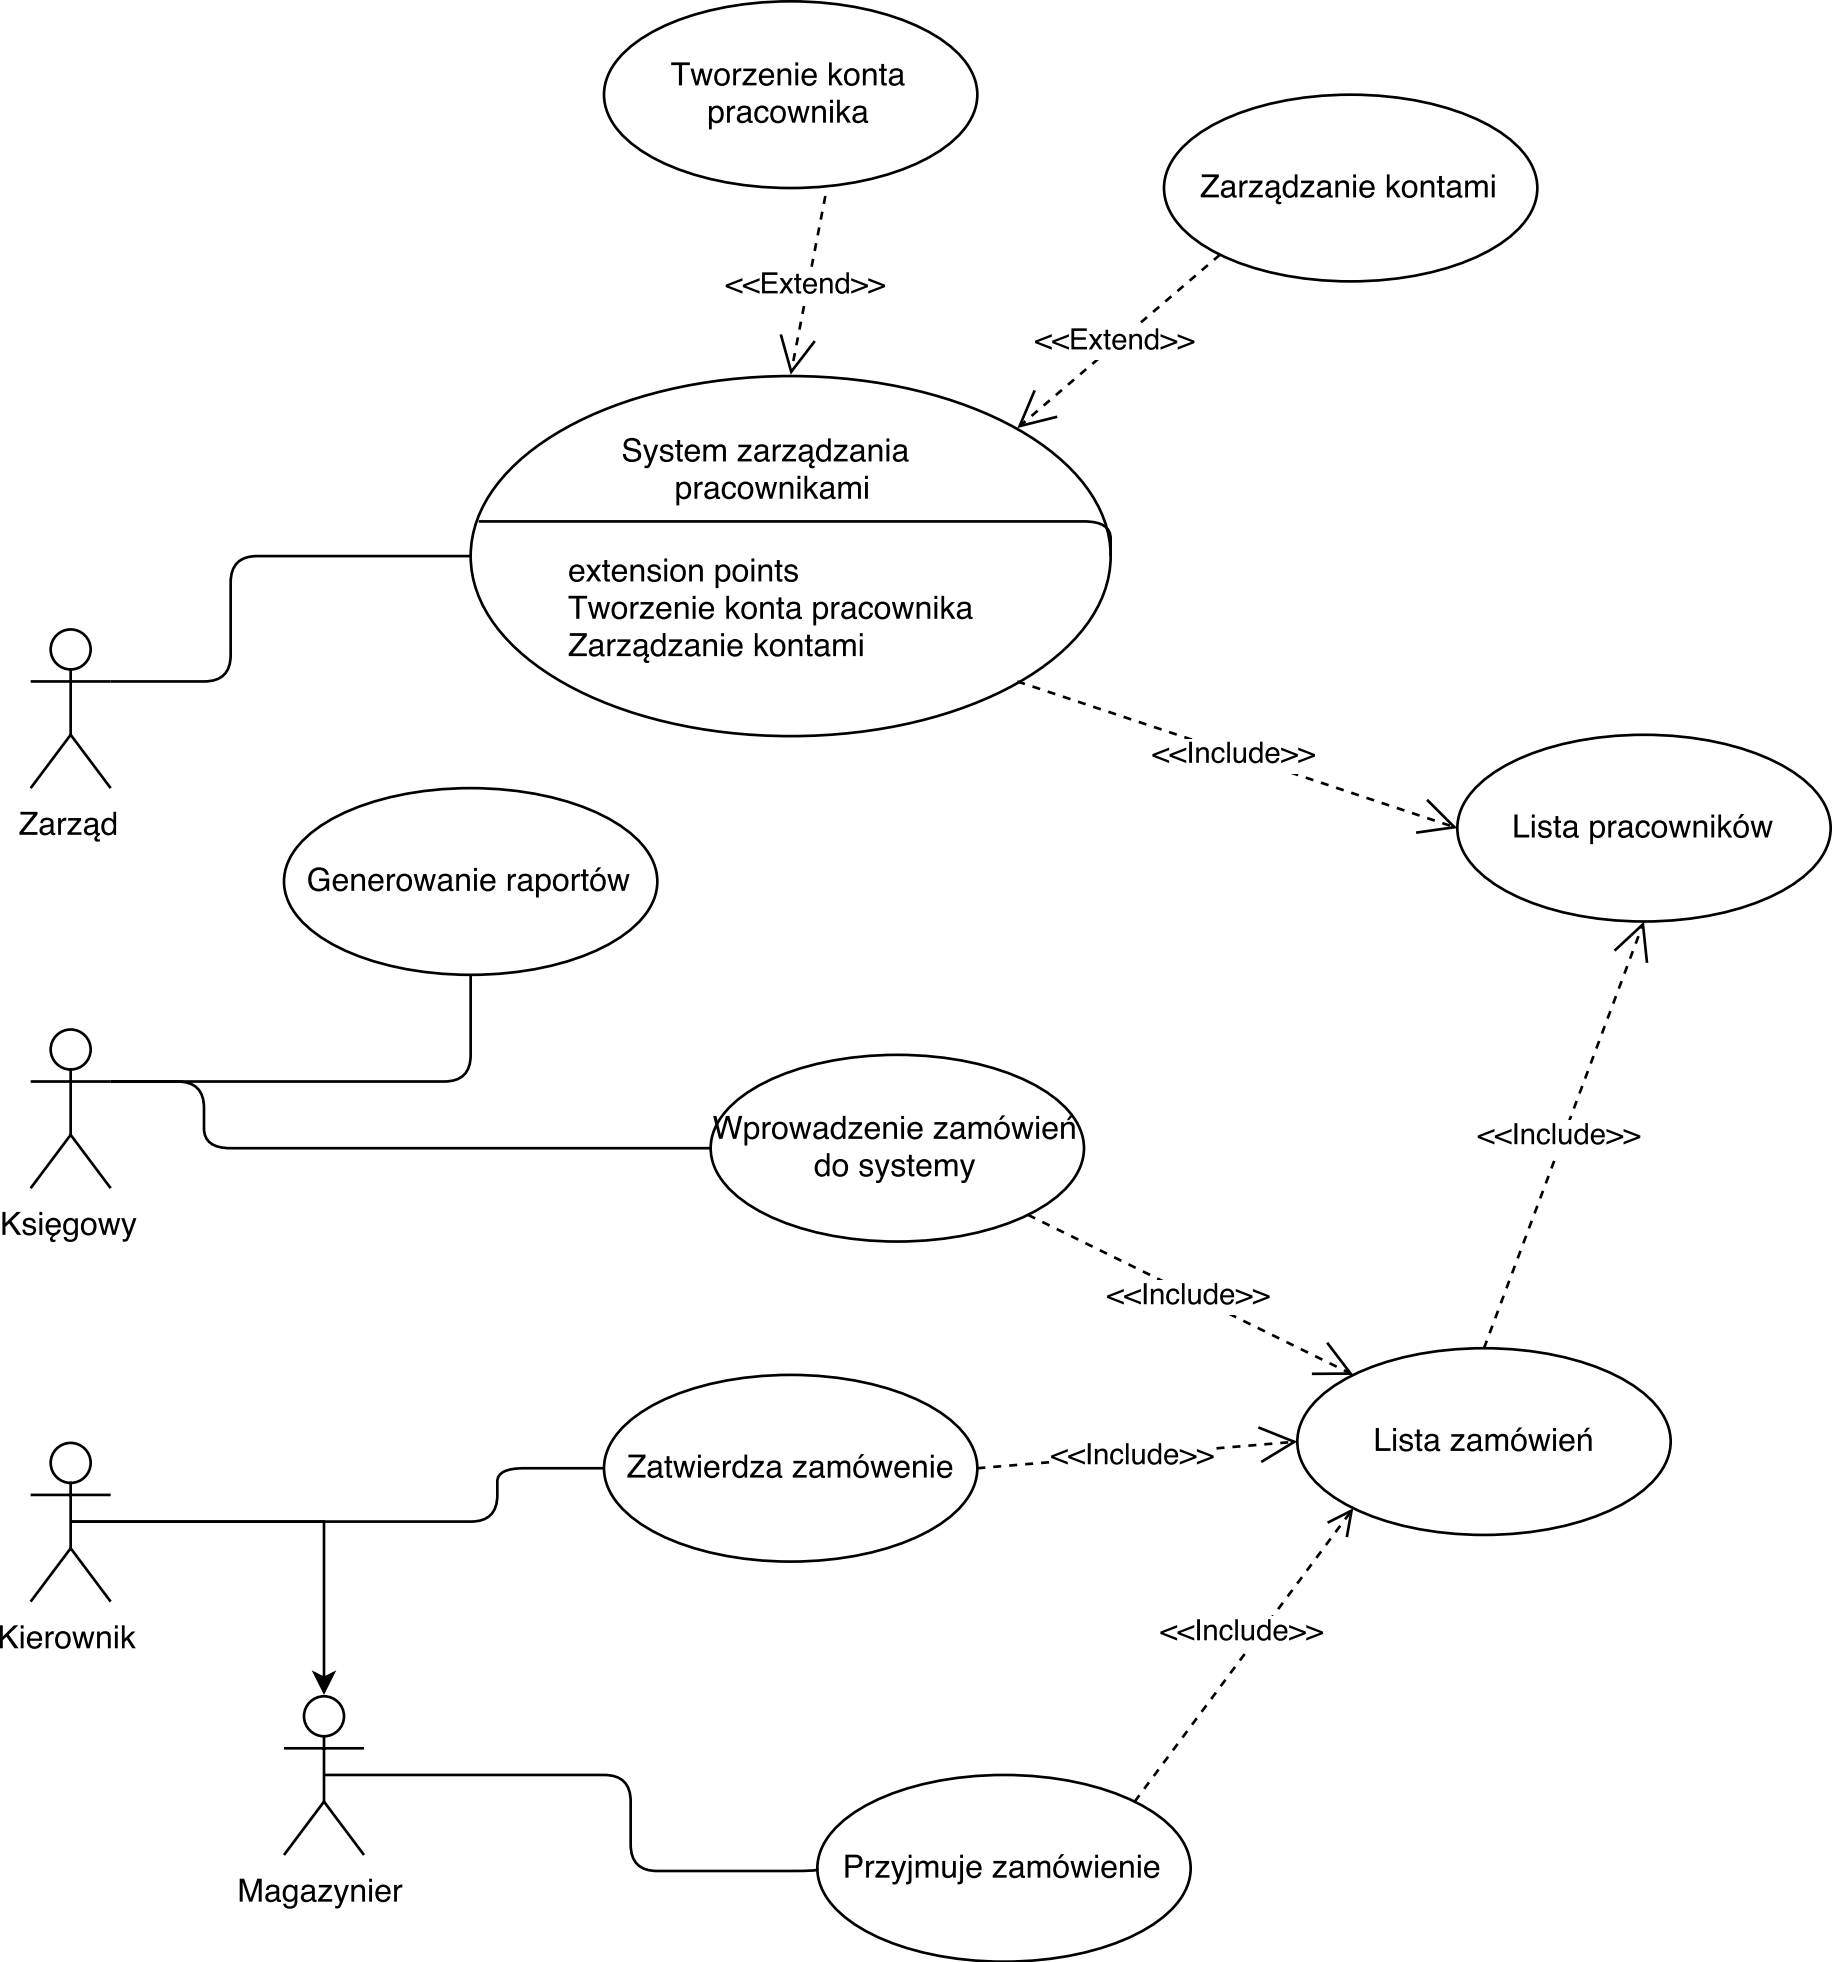 Tworzenie konta
pracownika
Zarządzanie kontami
<<Extend>>
<<Extend>>
System zarządzania
pracownikami
extension points
Tworzenie konta pracownika
Zarządzanie kontami
<<Include>>
Zarząd
Lista pracowników
Generowanie raportów
Wprowadzenie zamówień
do systemy
<<Include>>
Księgowy
<<Include>>
Zatwierdza zamówenie
<<Include>>
Lista zamówień
Kierownik
<<Include>>
Przyjmuje zamówienie
Magazynier